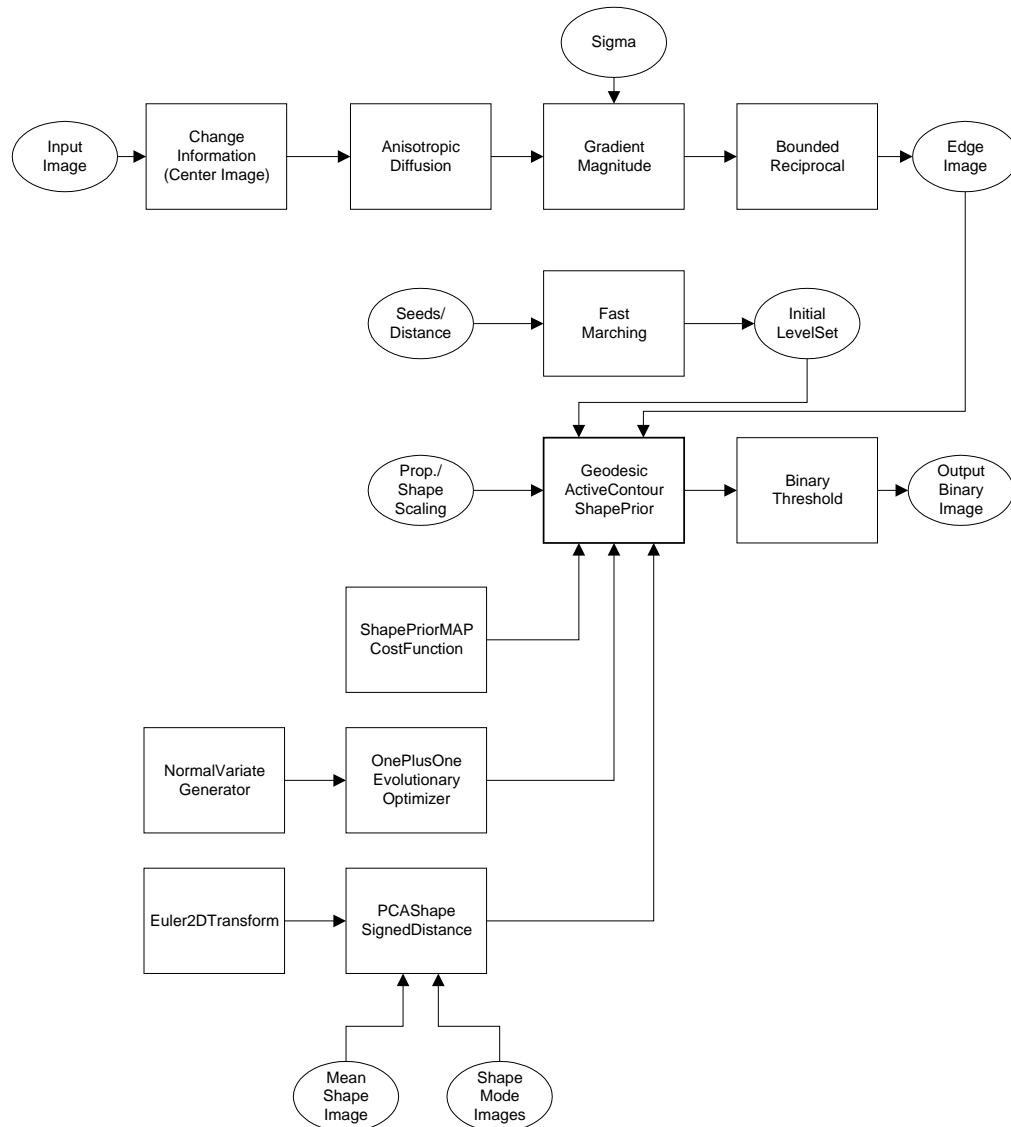 Sigma
Input
Image
Change
Information
(Center Image)
Anisotropic
Diffusion
Gradient
Magnitude
Bounded
Reciprocal
Edge
Image
Seeds/
Distance
Fast
Marching
Initial
LevelSet
Prop./
Shape
Scaling
Geodesic
ActiveContour
ShapePrior
Binary
Threshold
Output
Binary
Image
ShapePriorMAP
CostFunction
NormalVariate
Generator
OnePlusOne
Evolutionary
Optimizer
Euler2DTransform
PCAShape
SignedDistance
Mean
Shape
Image
Shape
Mode
Images